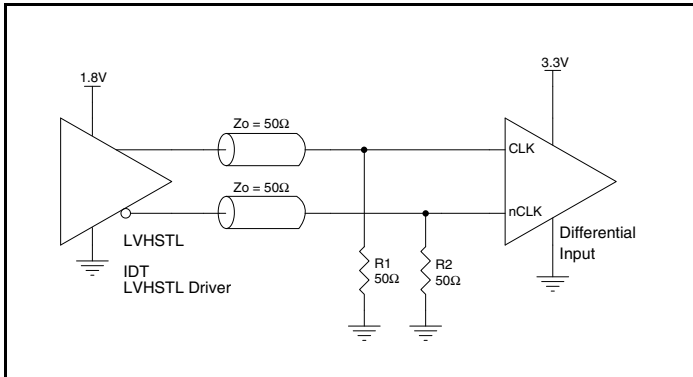 1.8V
3.3V
Zo = 50Ω
CLK
Zo = 50Ω
nCLK
LVHSTL
IDT
LVHSTL Driver
R1
50Ω
R2
50Ω
Differential
Input